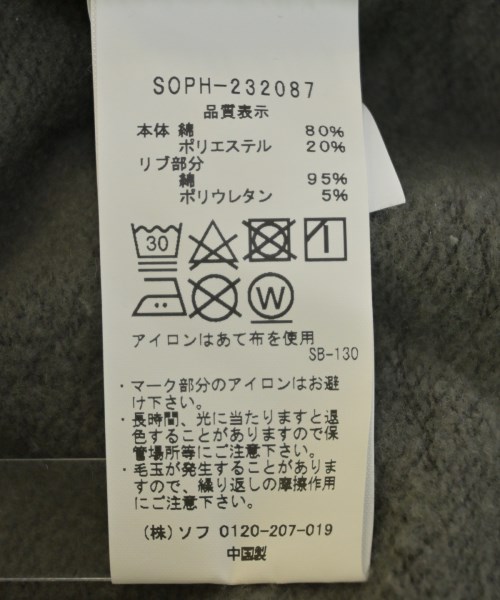 SOPH-232087
品質表示
本体 綿 80%
ポリエステル 20%
リブ部分
綿 95%
ポリウレタン 5%
30
W
アイロンはあて布を使用
SB-130
・マーク部分のアイロンはお避
け下さい。
・長時間、光に当たりますと退
色することがありますので保
管場所等にご注意下さい。
・毛玉が発生することがありま
すので、繰り返しの摩擦作用
にご注意下さい。
(株)ソフ 0120-207-019
中国製